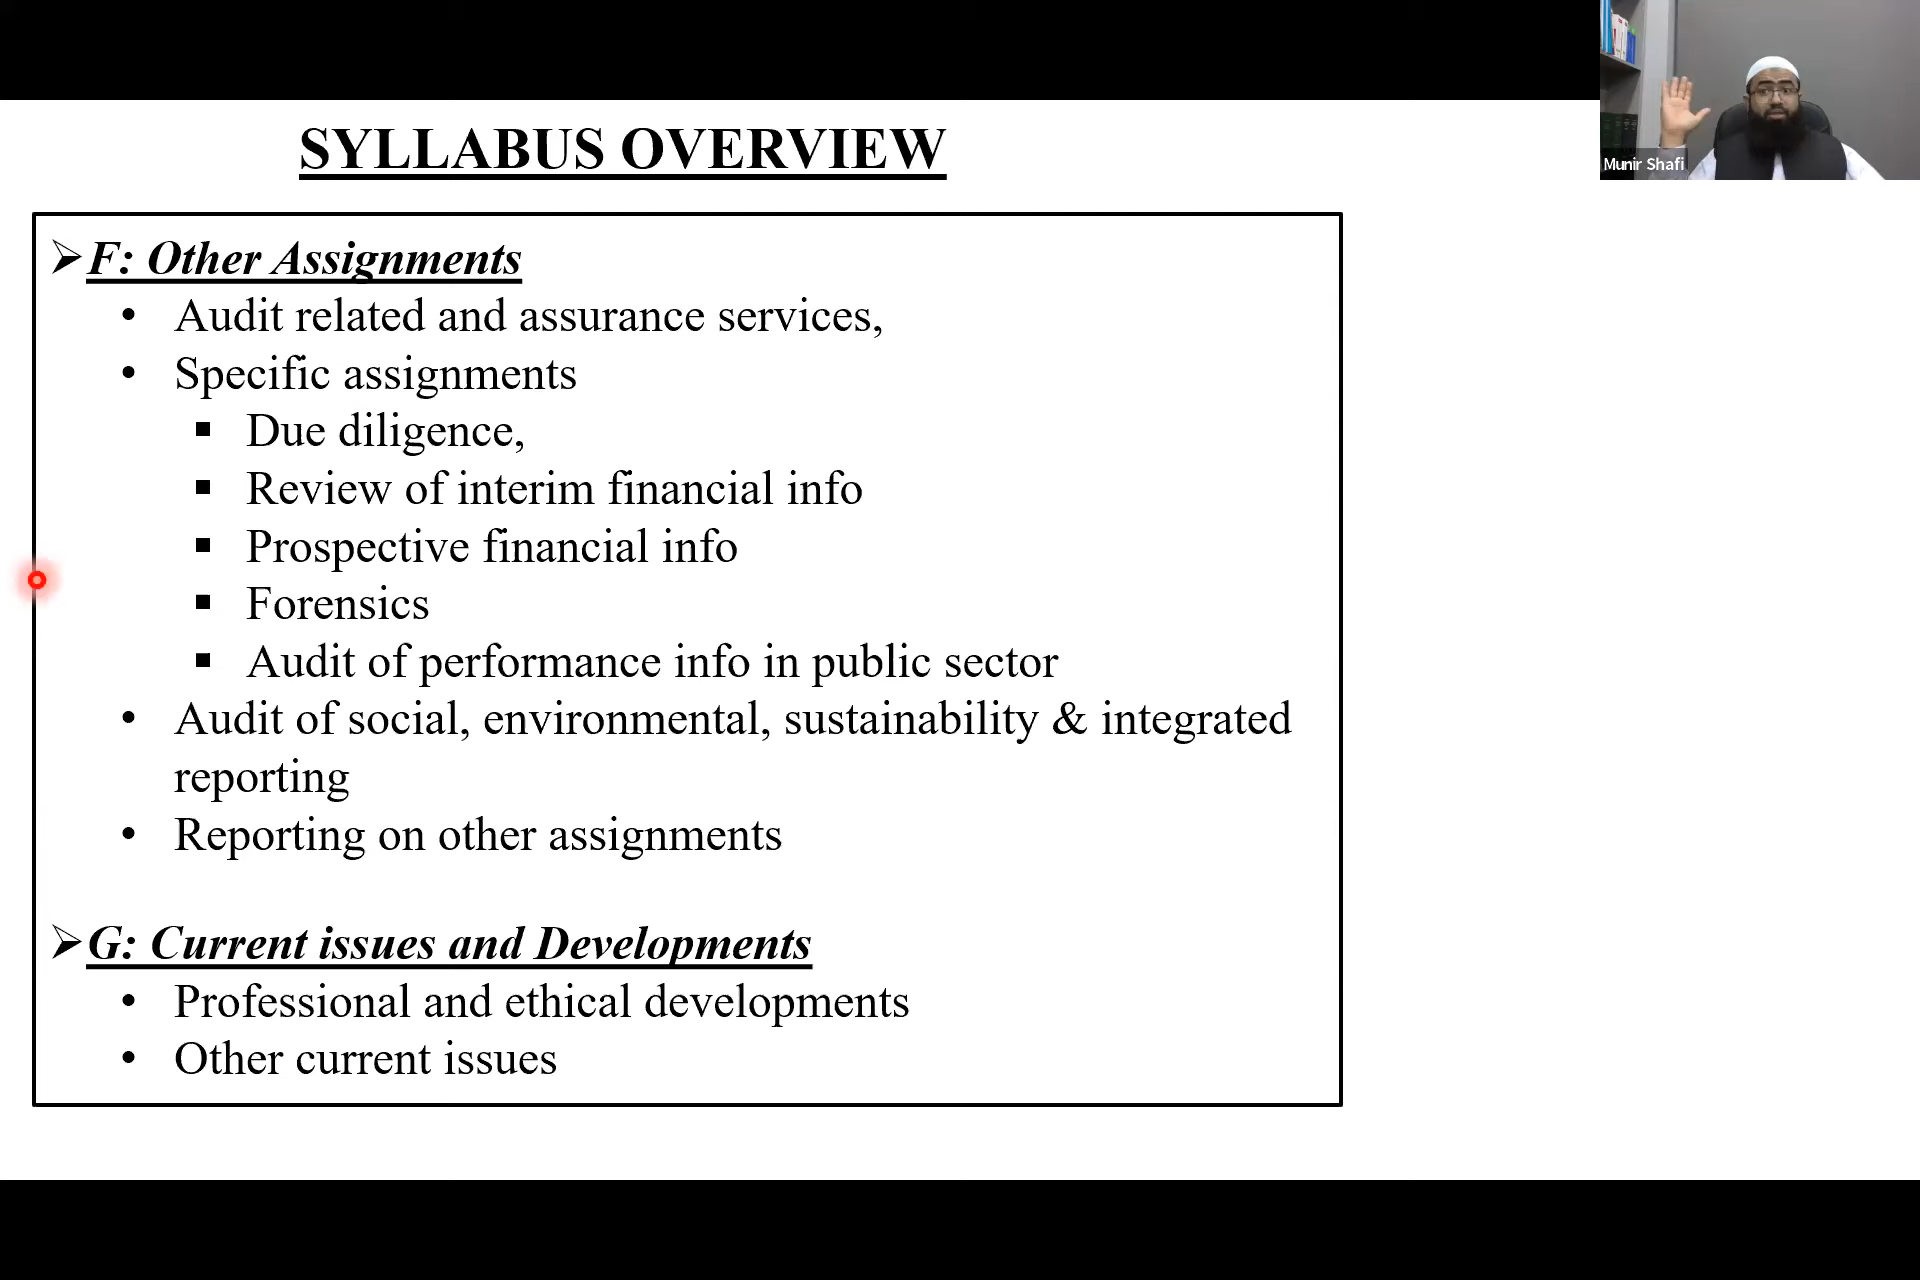 SYLLABUS OVERVIEW
Munir Shafi
➢F: Other Assignments
• Audit related and assurance services,
• Specific assignments
▪ Due diligence,
▪ Review of interim financial info
▪ Prospective financial info
▪ Forensics
▪ Audit of performance info in public sector
• Audit of social, environmental, sustainability & integrated
reporting
• Reporting on other assignments
➢G: Current issues and Developments
• Professional and ethical developments
• Other current issues